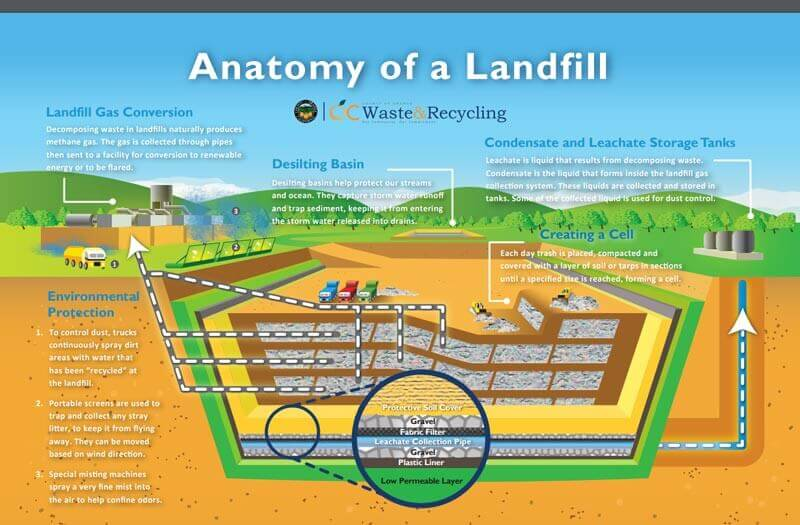 Anatomy of a Landfill
OC Waste&Recycling
Landfill Gas Conversion
Decomposing waste in landfills naturally produces
methane gas. The gas is collected through pipes
then sent to a facility for conversion to renewable
energy or to be flared.
Desilting Basin
Desilting basins help protect our streams
and ocean. They capture storm water runoff
and trap sediment, keeping it from entering
the storm water released into drains.
Condensate and Leachate Storage Tanks
Leachate is liquid that results from decomposing waste.
Condensate is the liquid that forms inside the landfill gas
collection system. These liquids are collected and stored in
tanks. Some of the collected liquid is used for dust control.
Creating a Cell
Each day trash is placed, compacted and
covered with a layer of soil or tarps in sections
until a specified size is reached, forming a cell.
3
2
1
Environmental
Protection
1. To control dust, trucks
continuously spray dirt
areas with water that
has been "recycled" at
the landfill.
2. Portable screens are used to
trap and collect any stray
litter, to keep it from flying
away. They can be moved
based on wind direction.
3. Special misting machines
spray a very fine mist into
the air to help confine odors.
Protective Soil Cover
Gravel
Fabric Filter
Leachate Collection Pipe
Gravel
Plastic Liner
Low Permeable Layer